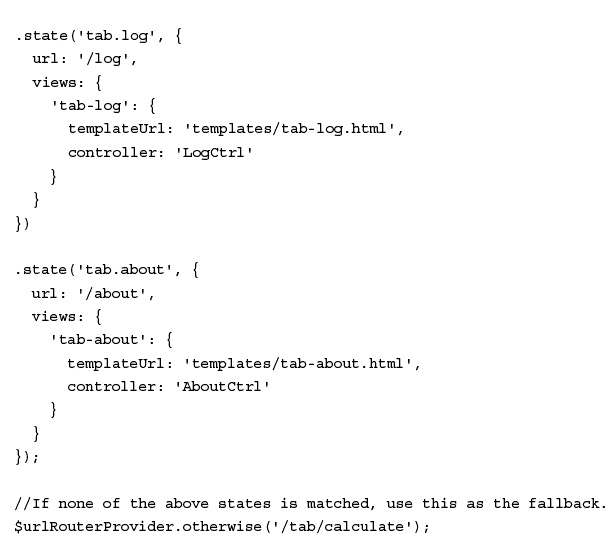 .state('tab.log', {
  url: '/log',
  views: {
    'tab-log': {
      templateUrl: 'templates/tab-log.html',
      controller: 'LogCtrl'
    }
  }
})

.state('tab.about', {
  url: '/about',
  views: {
    'tab-about': {
      templateUrl: 'templates/tab-about.html',
      controller: 'AboutCtrl'
    }
  }
});

//If none of the above states is matched, use this as the fallback.
$urlRouterProvider.otherwise('/tab/calculate');